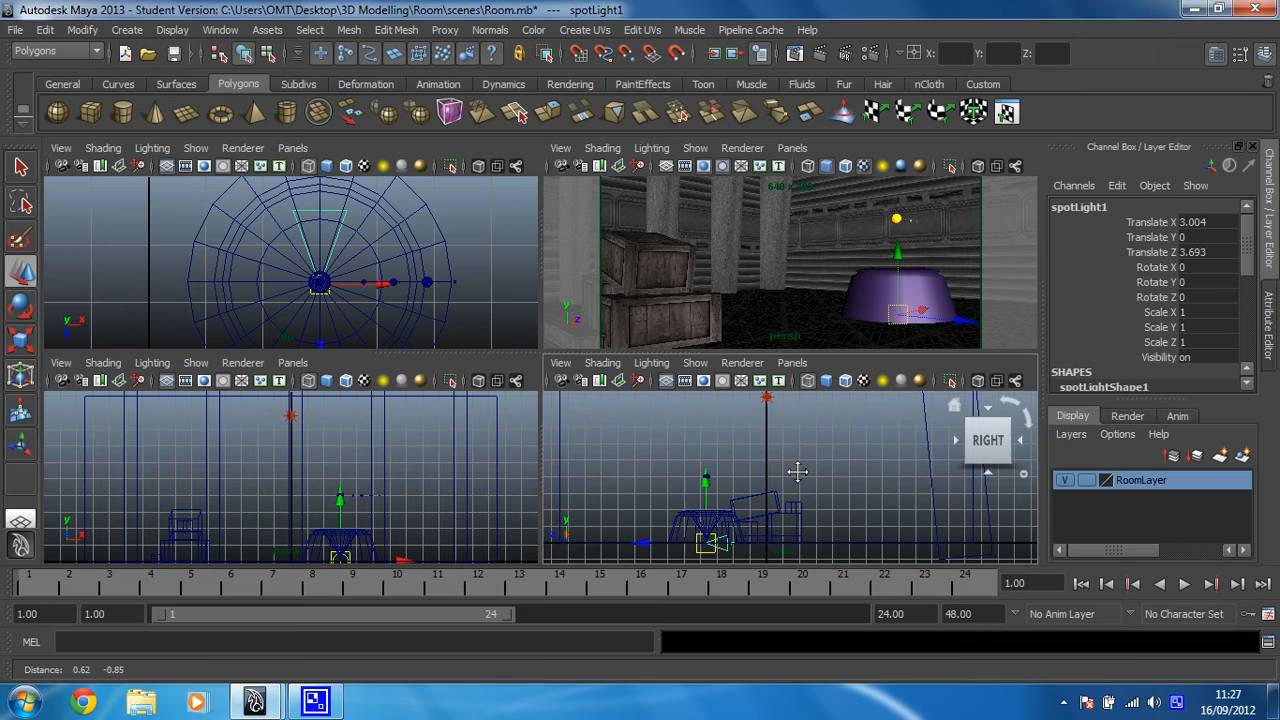 Autodesk Maya 2013 - Student Version: C:\Users\OMT\Desktop\3D Modelling\Room\scenes\Room.mb* --- spotLight1
File Edit Modify Create Display Window Assets Select Mesh Edit Mesh Proxy Normals Color Create UVs Edit UVs Muscle Pipeline Cache Help
Polygons X: Y: Z:
General Curves Surfaces Polygons Subdivs Deformation Animation Dynamics Rendering PaintEffects Toon Muscle Fluids Fur Hair nCloth Custom
View Shading Lighting Show Renderer Panels
View Shading Lighting Show Renderer Panels
persp
View Shading Lighting Show Renderer Panels
View Shading Lighting Show Renderer Panels
RIGHT
Channel Box / Layer Editor
Channels Edit Object Show
spotLight1
Translate X 3.004
Translate Y 0
Translate Z 3.693
Rotate X 0
Rotate Y 0
Rotate Z 0
Scale X 1
Scale Y 1
Scale Z 1
Visibility on
SHAPES
spotLightShape1
Display Render Anim
Layers Options Help
V RoomLayer
Channel Box / Layer Editor
Attribute Editor
1 2 3 4 5 6 7 8 9 10 11 12 13 14 15 16 17 18 19 20 21 22 23 24 1.00
1.00 1.00 1 24 24.00 48.00 No Anim Layer No Character Set
MEL
Distance: 0.62 -0.85
11:27
16/09/2012